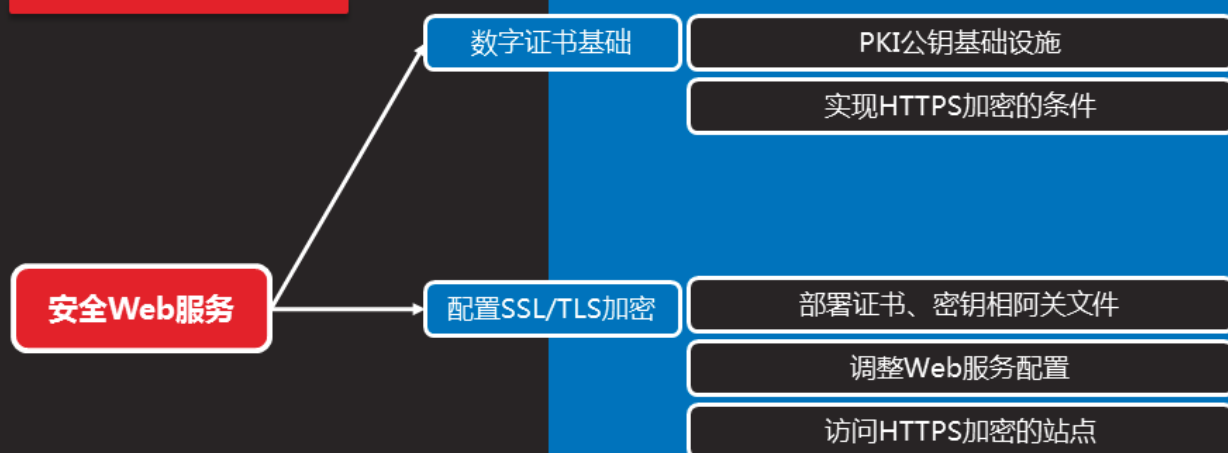 数字证书基础
PKI公钥基础设施
实现HTTPS加密的条件
安全Web服务
配置SSL/TLS加密
部署证书、密钥相阿关文件
调整Web服务配置
访问HTTPS加密的站点